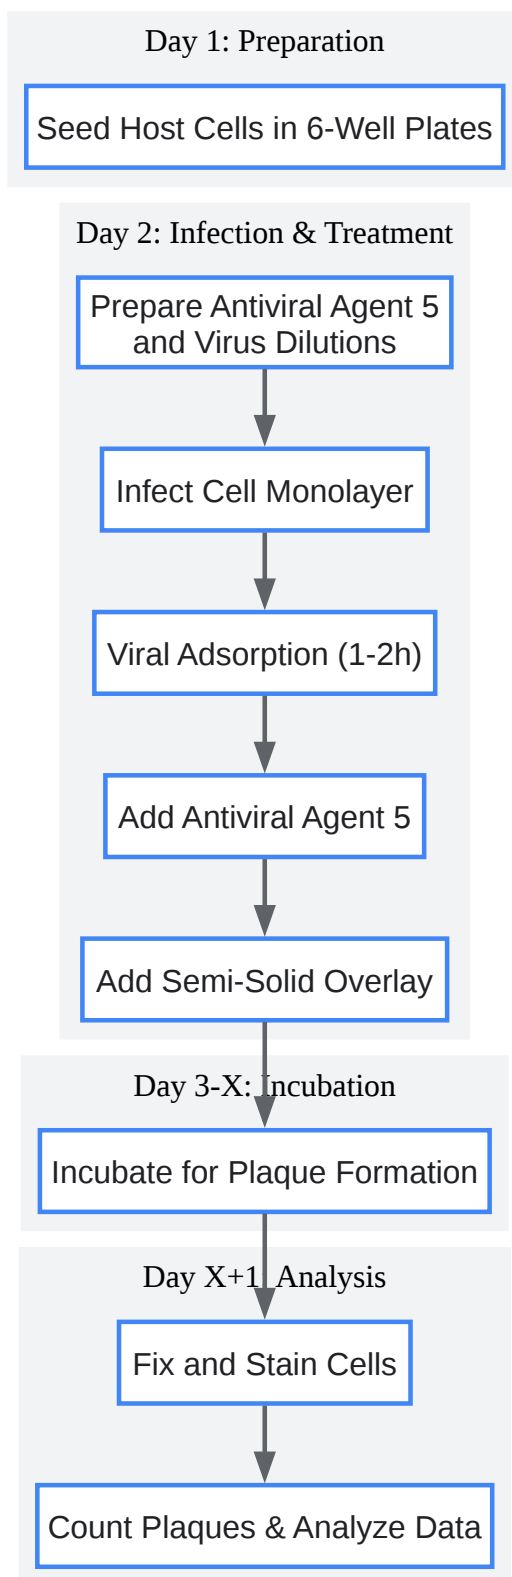 Day 1: Preparation
Seed Host Cells in 6-Well Plates
Day 2: Infection & Treatment
Prepare Antiviral Agent 5
and Virus Dilutions
Infect Cell Monolayer
Viral Adsorption (1-2h)
Add Antiviral Agent 5
Add Semi-Solid Overlay
Day 3-X: Incubation
Incubate for Plaque Formation
Day X+1: Analysis
Fix and Stain Cells
Count Plaques & Analyze Data